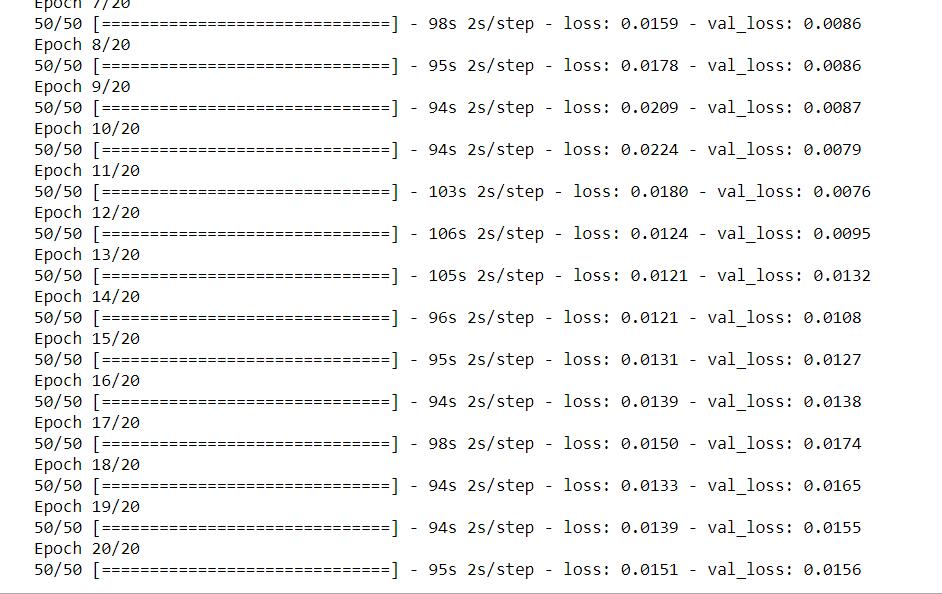 Epoch 7/20
50/50 [==============================] - 98s 2s/step - loss: 0.0159 - val_loss: 0.0086
Epoch 8/20
50/50 [==============================] - 95s 2s/step - loss: 0.0178 - val_loss: 0.0086
Epoch 9/20
50/50 [==============================] - 94s 2s/step - loss: 0.0209 - val_loss: 0.0087
Epoch 10/20
50/50 [==============================] - 94s 2s/step - loss: 0.0224 - val_loss: 0.0079
Epoch 11/20
50/50 [==============================] - 103s 2s/step - loss: 0.0180 - val_loss: 0.0076
Epoch 12/20
50/50 [==============================] - 106s 2s/step - loss: 0.0124 - val_loss: 0.0095
Epoch 13/20
50/50 [==============================] - 105s 2s/step - loss: 0.0121 - val_loss: 0.0132
Epoch 14/20
50/50 [==============================] - 96s 2s/step - loss: 0.0121 - val_loss: 0.0108
Epoch 15/20
50/50 [==============================] - 95s 2s/step - loss: 0.0131 - val_loss: 0.0127
Epoch 16/20
50/50 [==============================] - 94s 2s/step - loss: 0.0139 - val_loss: 0.0138
Epoch 17/20
50/50 [==============================] - 98s 2s/step - loss: 0.0150 - val_loss: 0.0174
Epoch 18/20
50/50 [==============================] - 94s 2s/step - loss: 0.0133 - val_loss: 0.0165
Epoch 19/20
50/50 [==============================] - 94s 2s/step - loss: 0.0139 - val_loss: 0.0155
Epoch 20/20
50/50 [==============================] - 95s 2s/step - loss: 0.0151 - val_loss: 0.0156